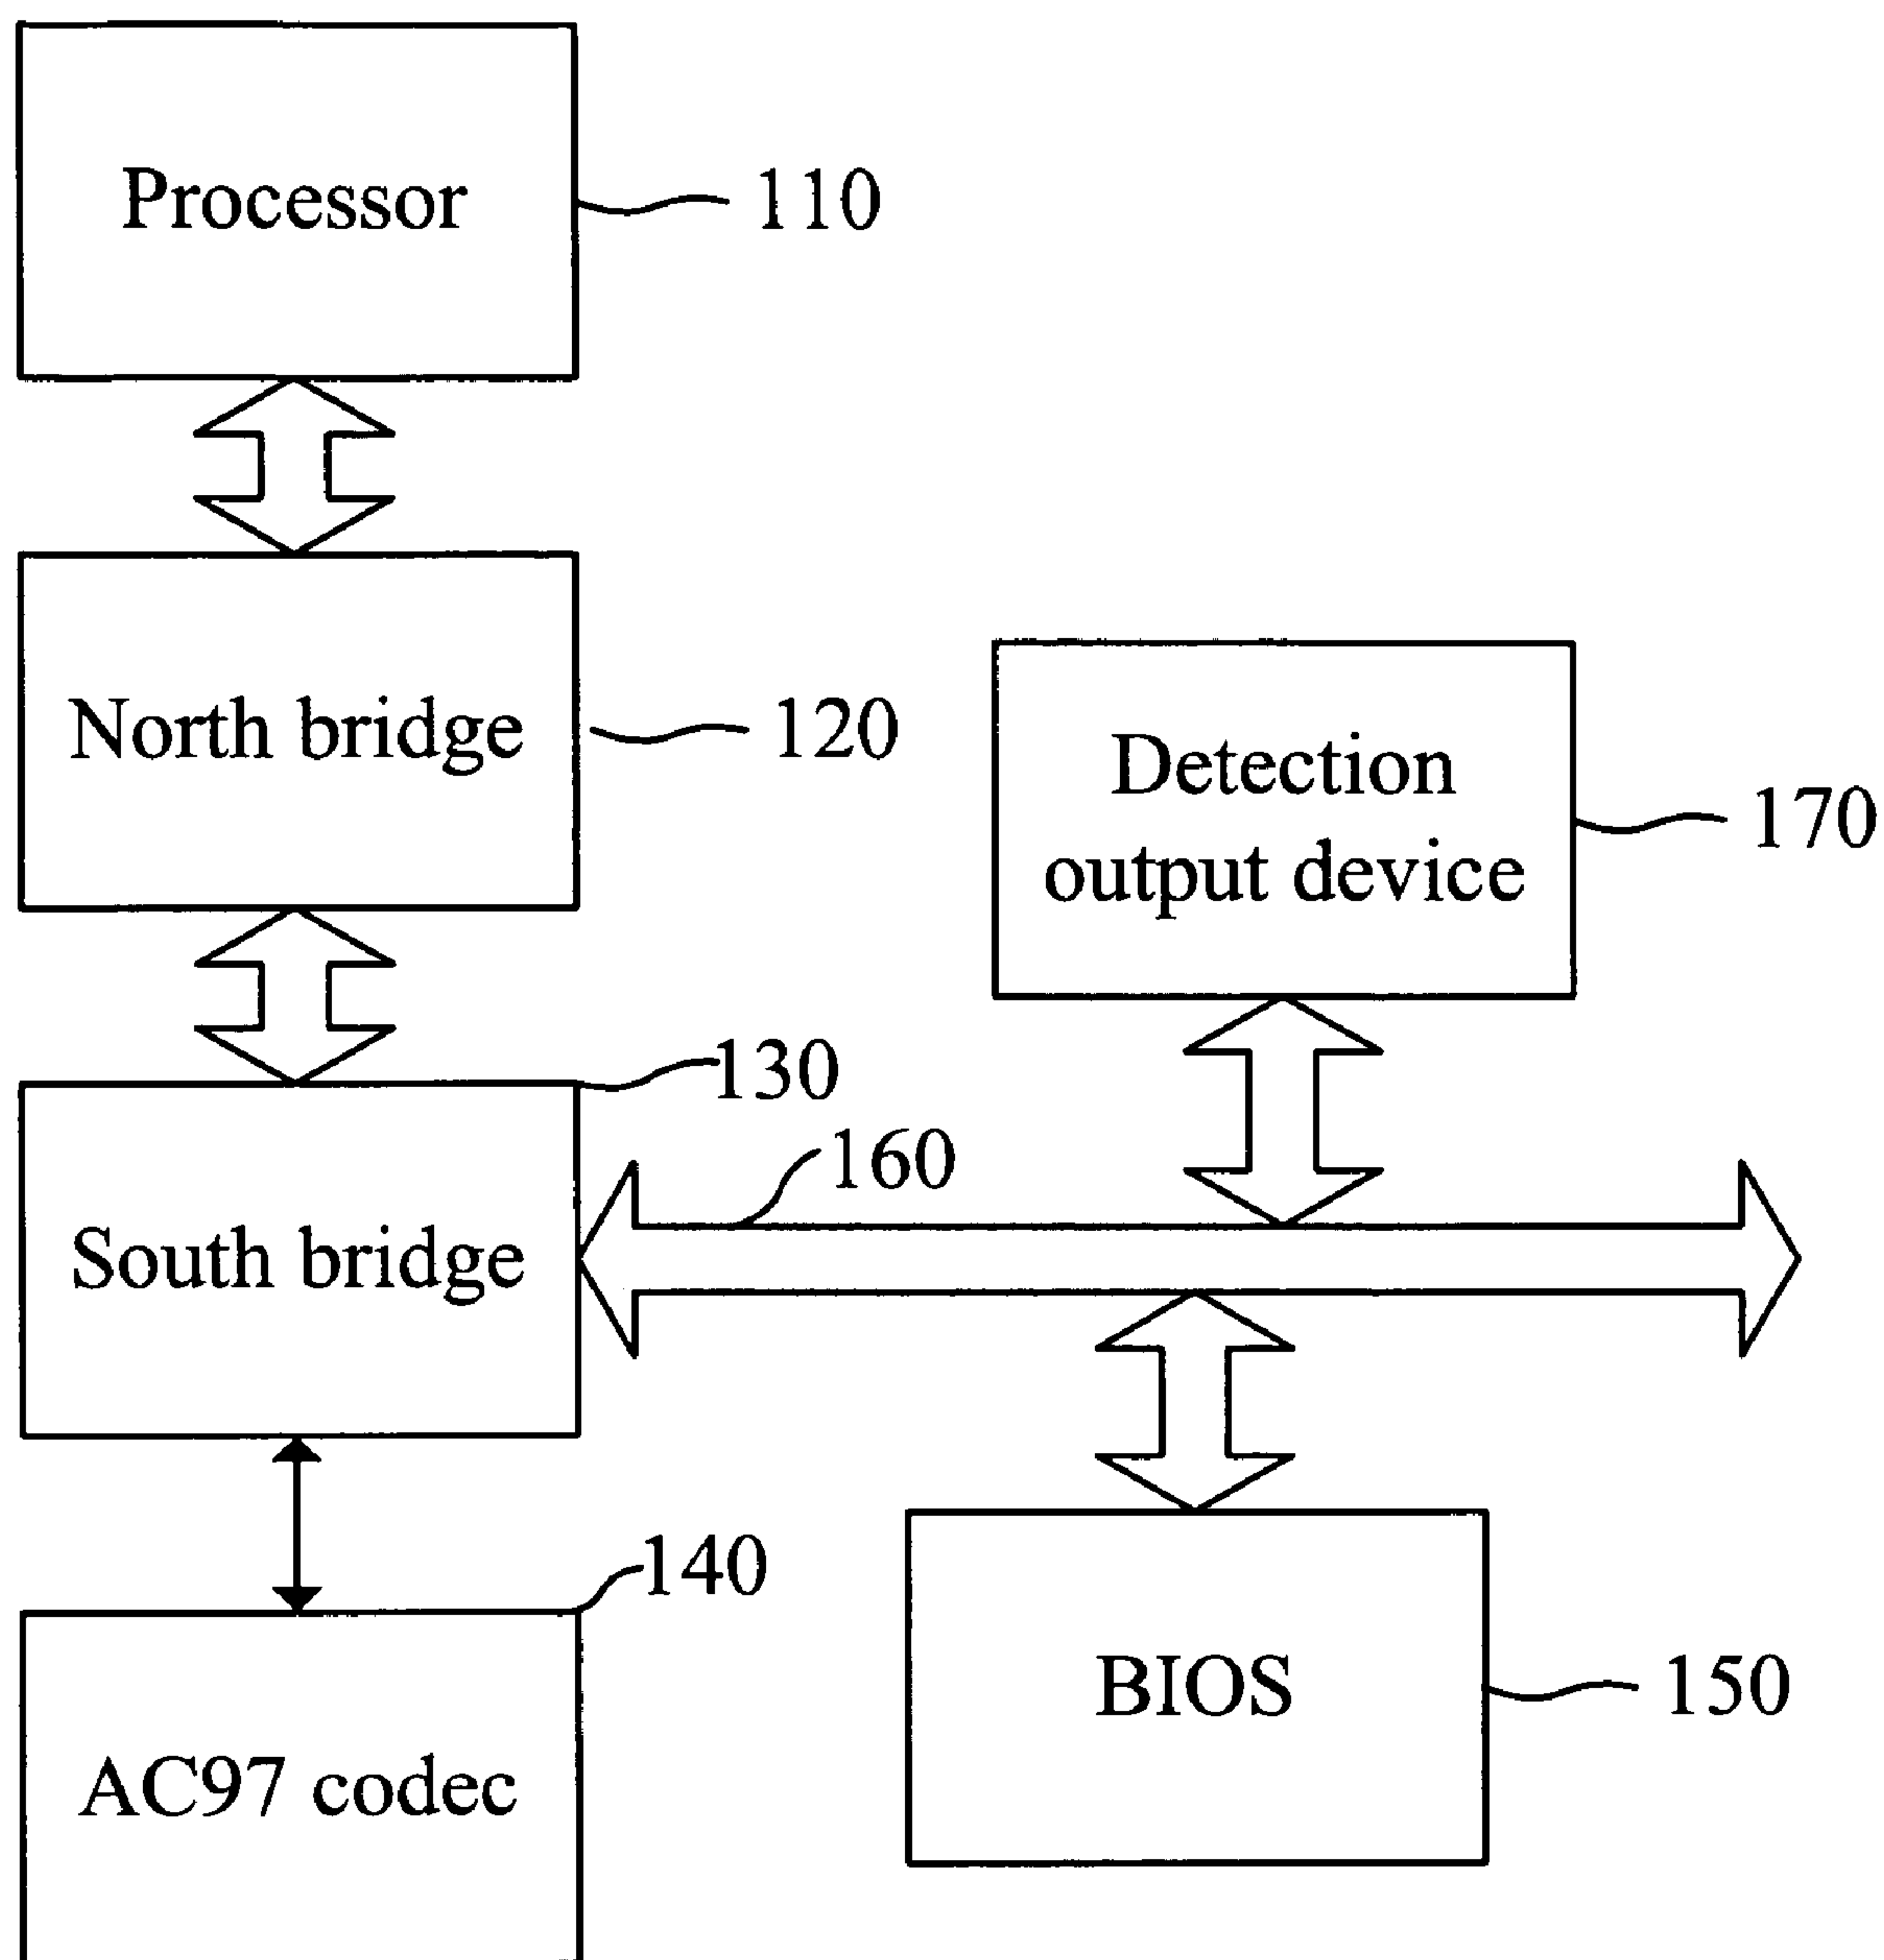 Processor
110
North bridge
120
Detection
output device
170
130
160
South bridge
140
BIOS
150
AC97 codec